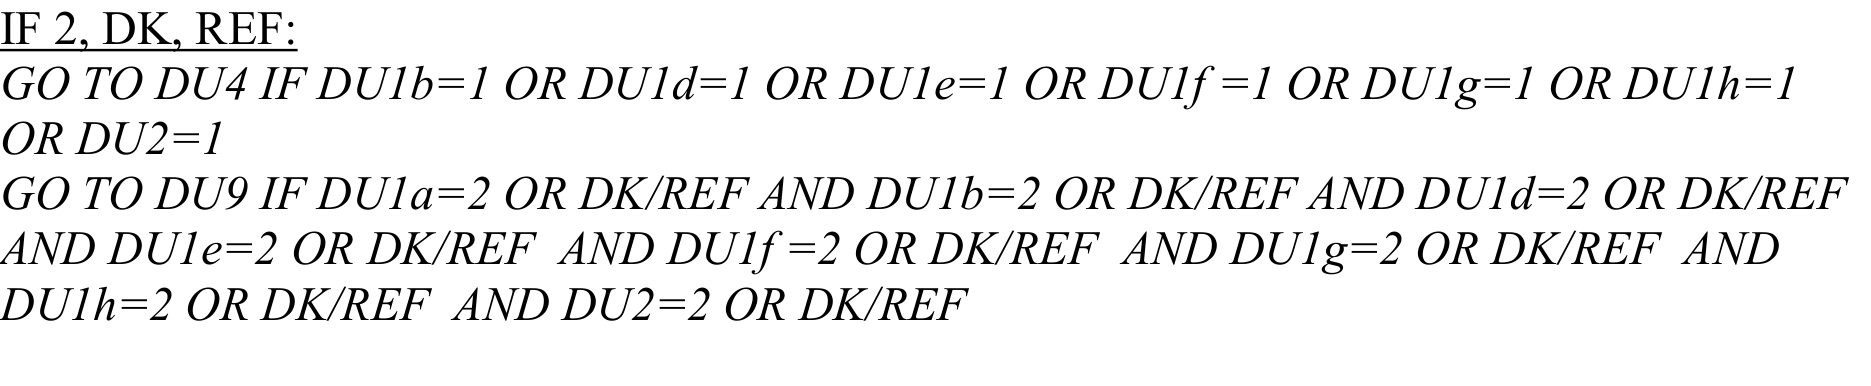 IF 2, DK, REF:
GO TO DU4 IF DU1b=1 OR DU1d=1 OR DU1e=1 OR DU1f =1 OR DU1g=1 OR DU1h=1
OR DU2=1
GO TO DU9 IF DU1a=2 OR DK/REF AND DU1b=2 OR DK/REF AND DU1d=2 OR DK/REF
AND DU1e=2 OR DK/REF  AND DU1f =2 OR DK/REF  AND DU1g=2 OR DK/REF  AND
DU1h=2 OR DK/REF  AND DU2=2 OR DK/REF